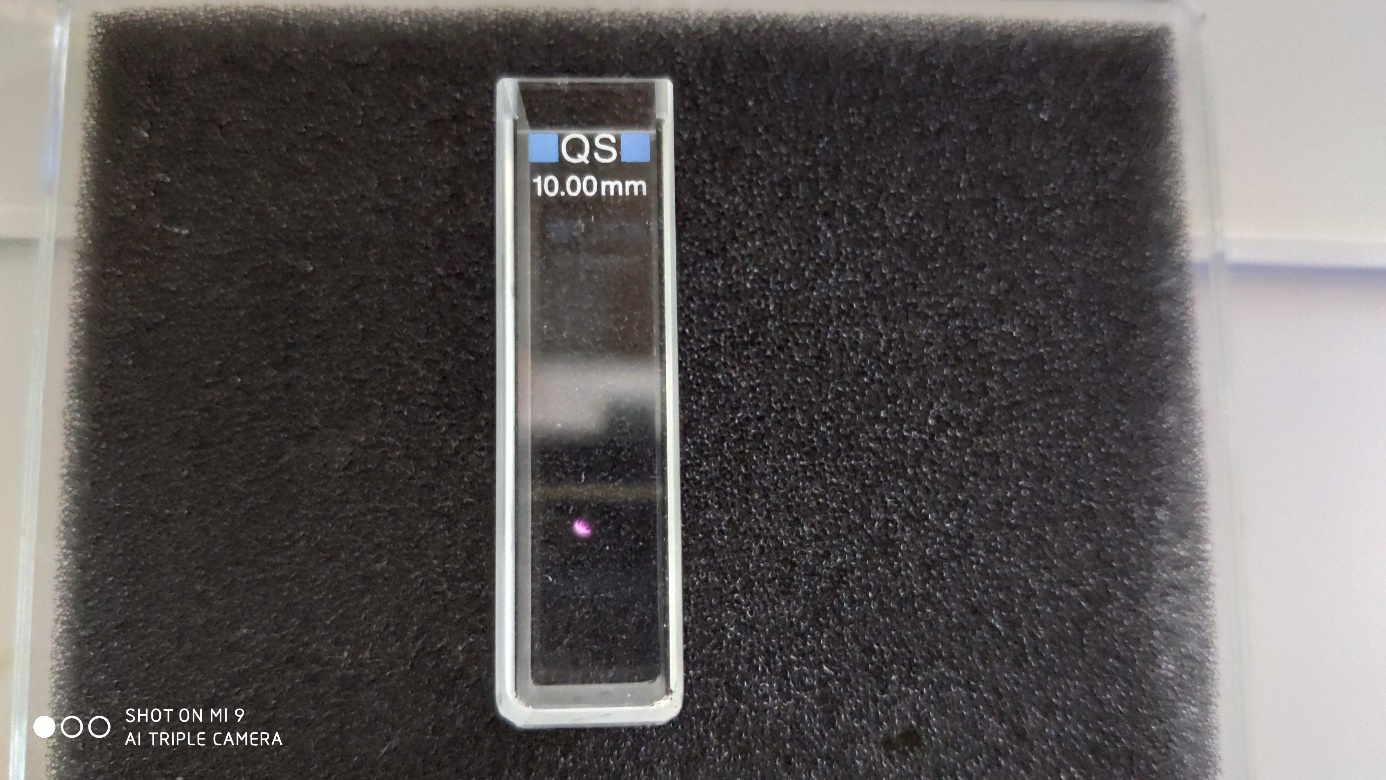 QS
10.00mm
SHOT ON MI 9
AI TRIPLE CAMERA